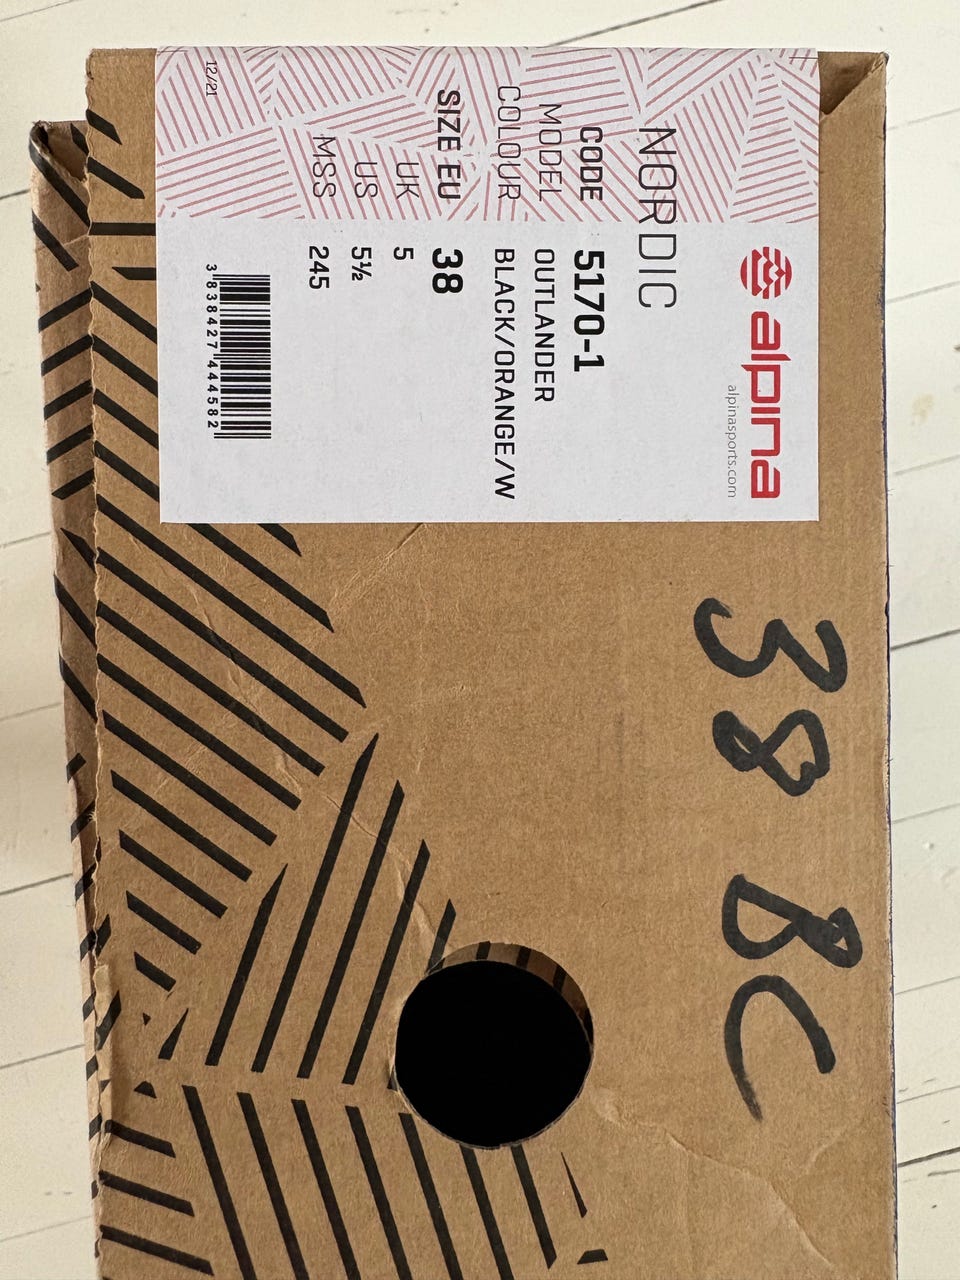 alpina
alpinasports.com
NORDIC
CODE 5170-1
MODEL OUTLANDER
COLOUR BLACK/ORANGE/W
SIZE EU 38
UK 5
US 5½
MSS 245
3 838427 444582
12/21
38 BC